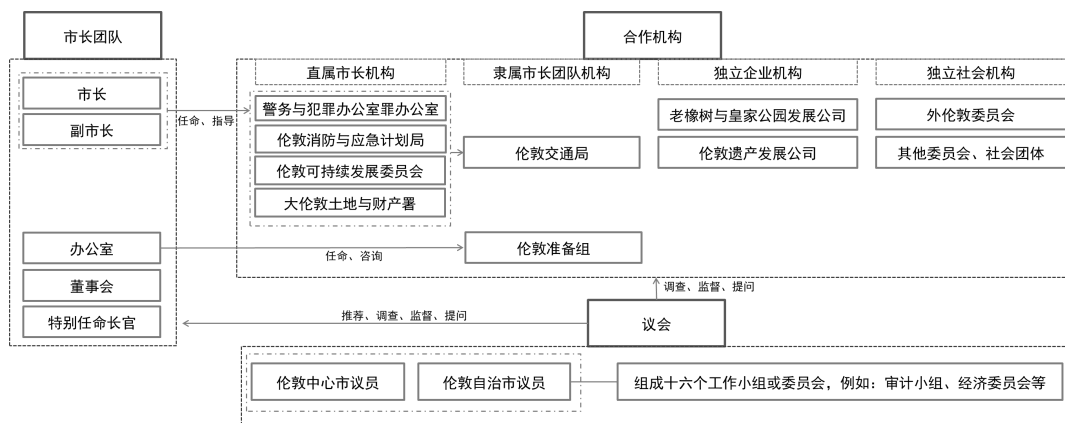 市长团队
合作机构
直属市长机构
隶属市长团队机构
独立企业机构
独立社会机构
市长
副市长
任命、指导
警务与犯罪办公室罪办公室
伦敦消防与应急计划局
伦敦可持续发展委员会
大伦敦土地与财产署
伦敦交通局
老橡树与皇家公园发展公司
伦敦遗产发展公司
外伦敦委员会
其他委员会、社会团体
办公室
任命、咨询
伦敦准备组
董事会
特别任命长官
调查、监督、提问
推荐、调查、监督、提问
议会
伦敦中心市议员
伦敦自治市议员
组成十六个工作小组或委员会，例如：审计小组、经济委员会等